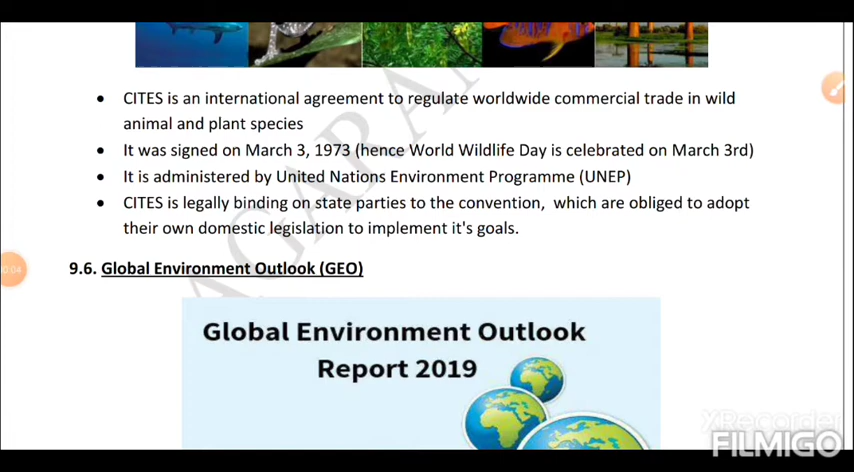 • CITES is an international agreement to regulate worldwide commercial trade in wild
animal and plant species
• It was signed on March 3, 1973 (hence World Wildlife Day is celebrated on March 3rd)
• It is administered by United Nations Environment Programme (UNEP)
• CITES is legally binding on state parties to the convention, which are obliged to adopt
their own domestic legislation to implement it's goals.
00:04
9.6. Global Environment Outlook (GEO)
Global Environment Outlook
Report 2019
XRecorder
FILMIGO